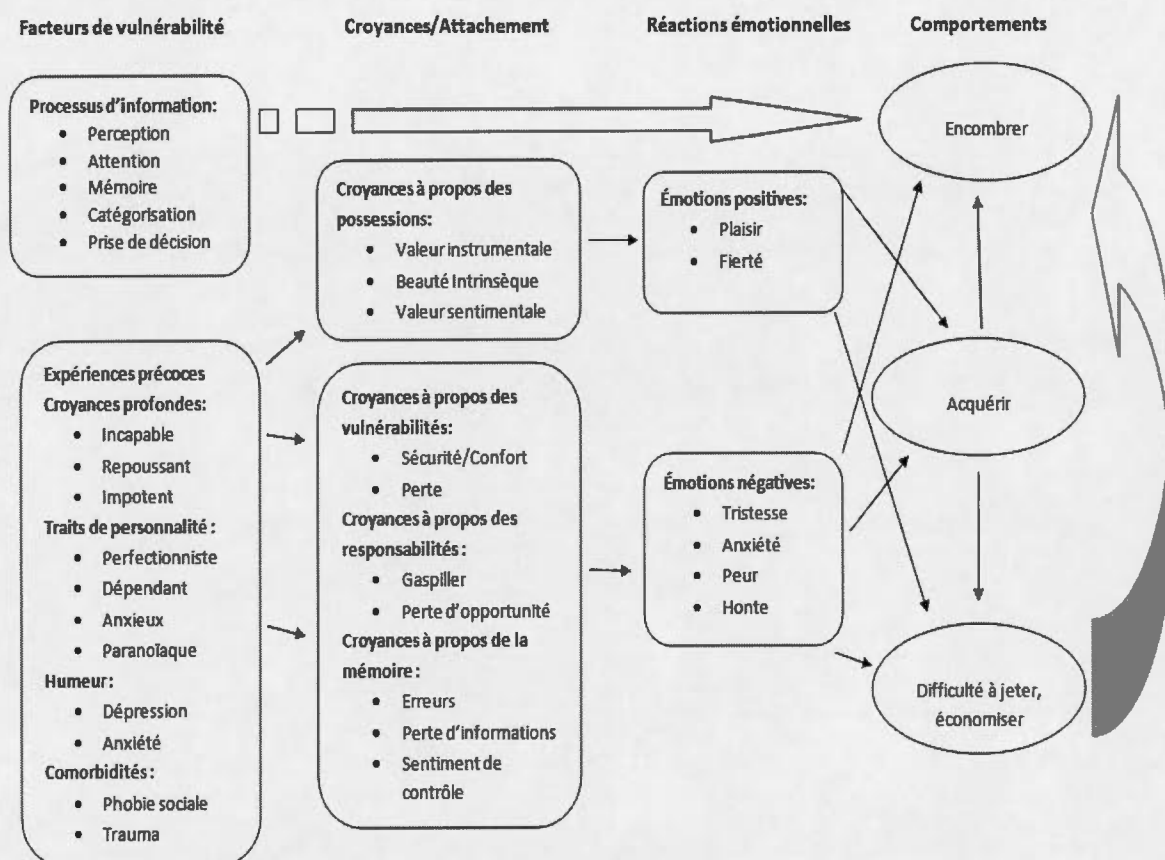 Facteurs de vulnérabilité
Croyances/Attachement
Réactions émotionnelles
Comportements
Processus d'information:
• Perception
• Attention
• Mémoire
• Catégorisation
• Prise de décision
Expériences précoces
Croyances profondes:
• Incapable
• Repoussant
• Impotent
Traits de personnalité :
• Perfectionniste
• Dépendant
• Anxieux
• Paranoïaque
Humeur:
• Dépression
• Anxiété
Comorbidités :
• Phobie sociale
• Trauma
Croyances à propos des
possessions:
• Valeur instrumentale
• Beauté Intrinsèque
• Valeur sentimentale
Croyances à propos des
vulnérabilités:
• Sécurité/Confort
• Perte
Croyances à propos des
responsabilités :
• Gaspiller
• Perte d'opportunité
Croyances à propos de la
mémoire :
• Erreurs
• Perte d'informations
• Sentiment de
contrôle
Émotions positives:
• Plaisir
• Fierté
Émotions négatives:
• Tristesse
• Anxiété
• Peur
• Honte
Encombrer
Acquérir
Difficulté à jeter,
économiser